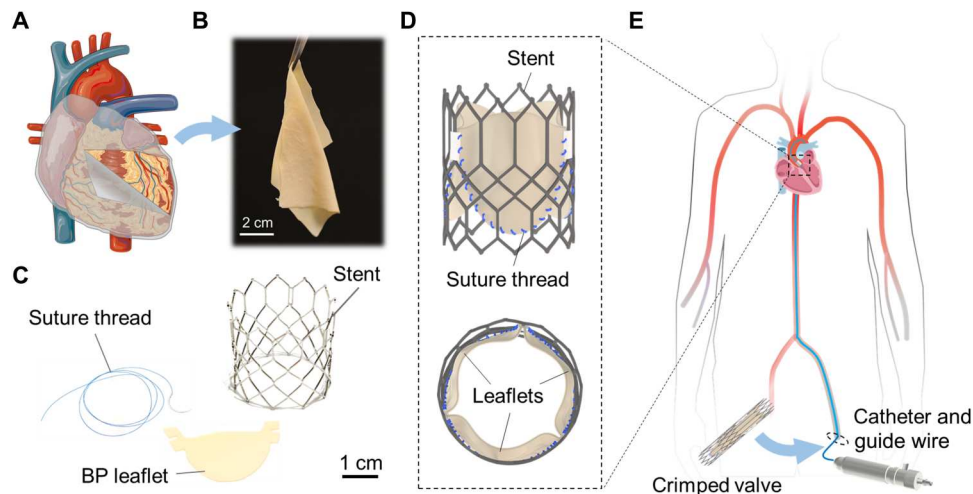 A
B
2 cm
C
Suture thread
Stent
BP leaflet
1 cm
D
Stent
Suture thread
Leaflets
E
Catheter and
guide wire
Crimped valve